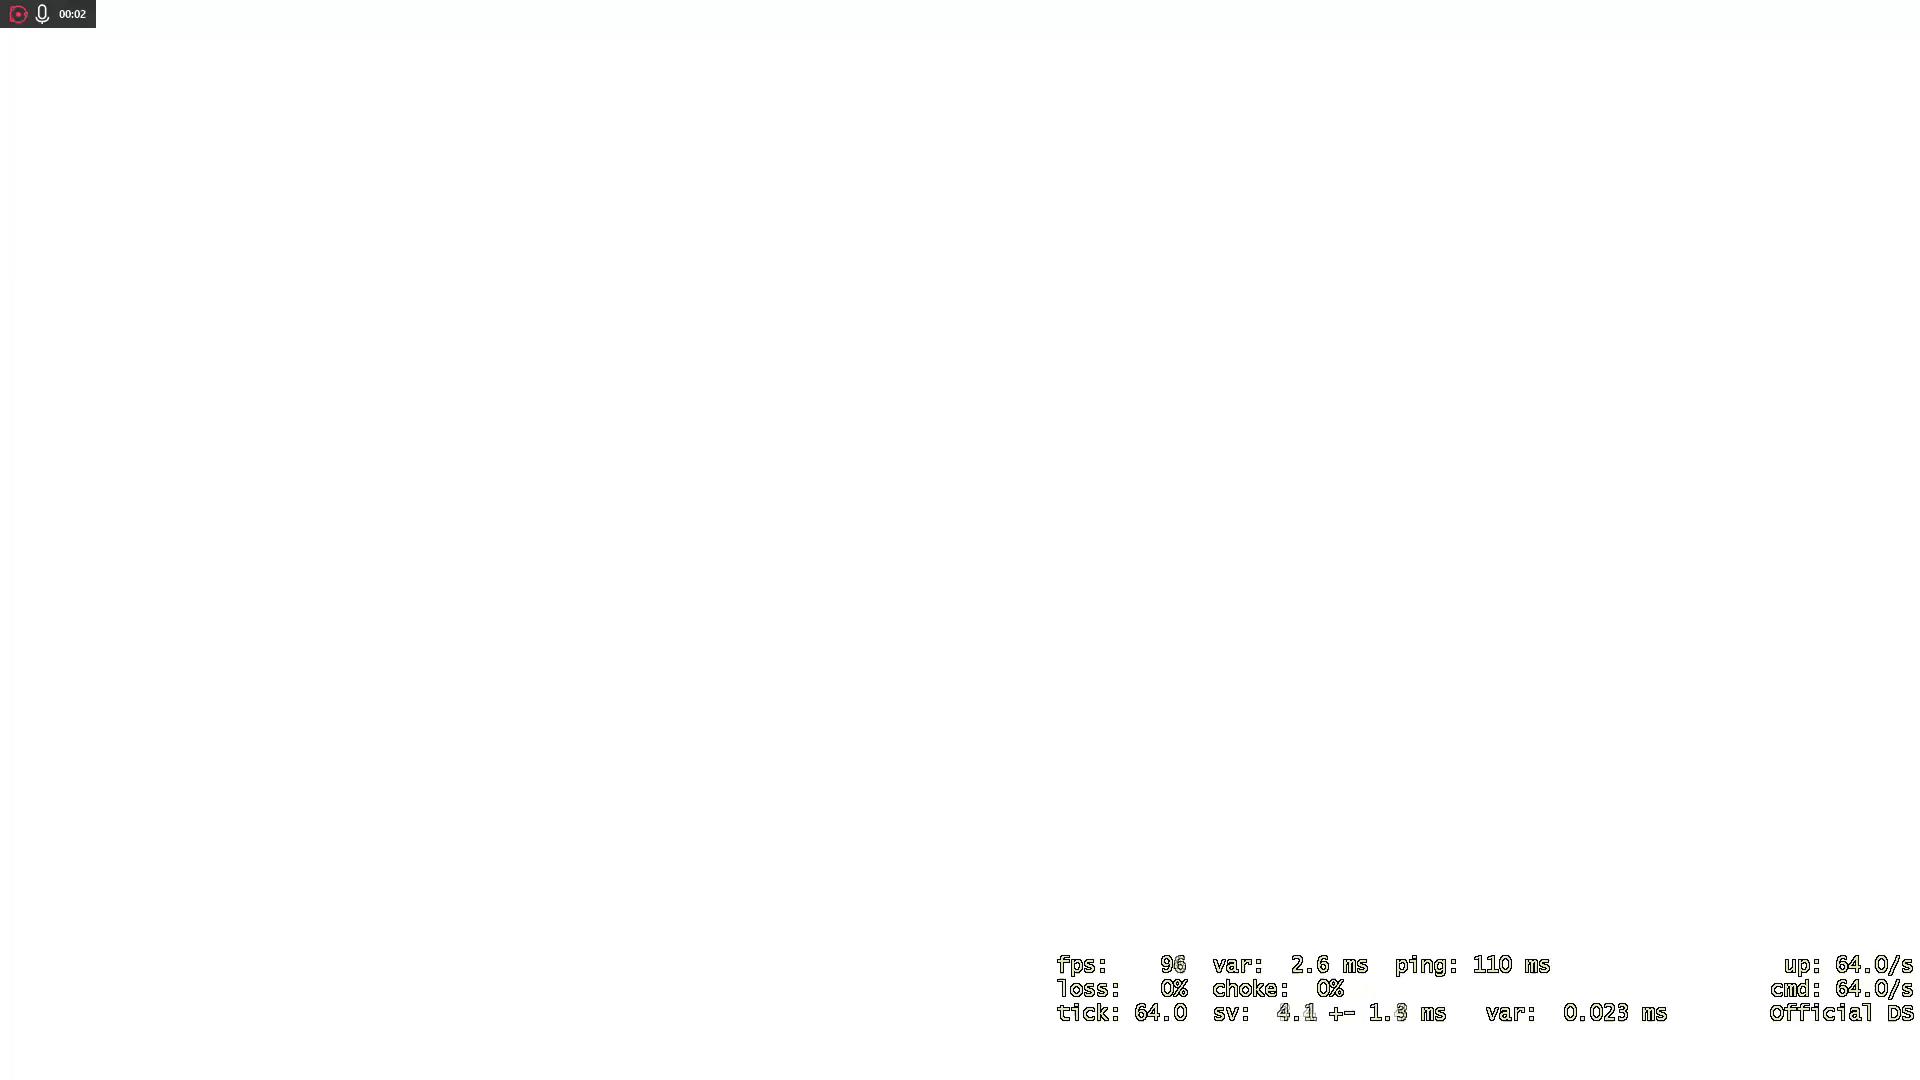 00:02
fps: 96 var: 2.6 ms ping: 110 ms up: 64.0/s
loss: 0% choke: 0% cmd: 64.0/s
tick: 64.0 sv: 4.1 +- 1.3 ms var: 0.023 ms Official DS